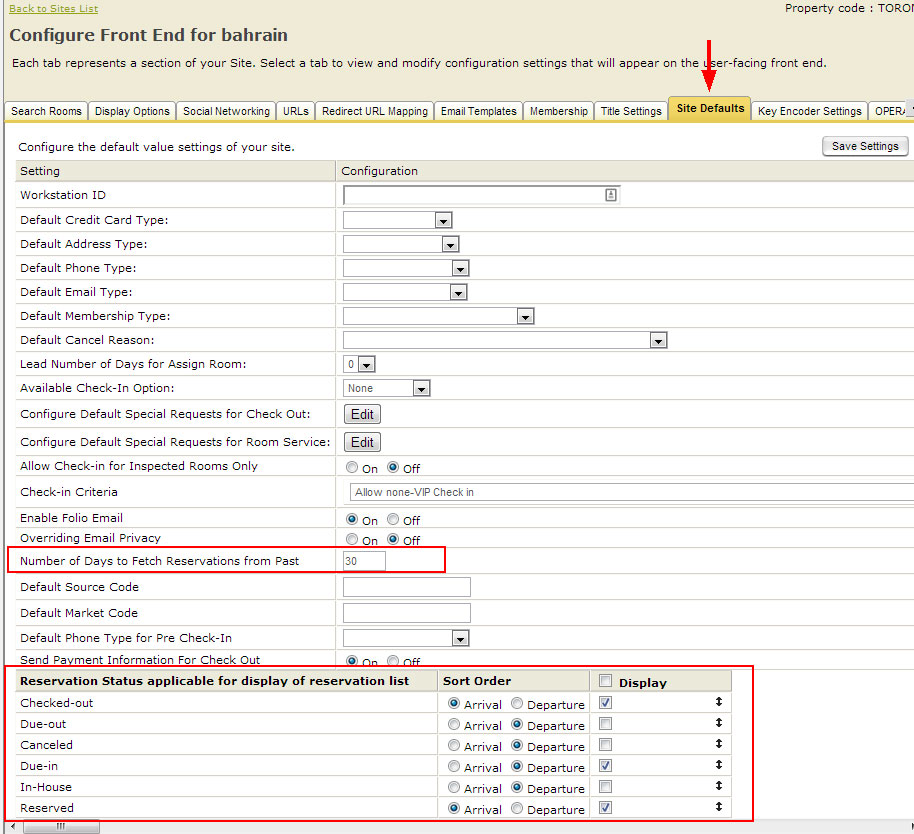 Back to Sites List Property code : TORO
Configure Front End for bahrain
Each tab represents a section of your Site. Select a tab to view and modify configuration settings that will appear on the user-facing front end.
Search Rooms Display Options Social Networking URLs Redirect URL Mapping Email Templates Membership Title Settings Site Defaults Key Encoder Settings OPERA
Configure the default value settings of your site. Save Settings
Setting Configuration
Workstation ID
Default Credit Card Type:
Default Address Type:
Default Phone Type:
Default Email Type:
Default Membership Type:
Default Cancel Reason:
Lead Number of Days for Assign Room: 0
Available Check-In Option: None
Configure Default Special Requests for Check Out: Edit
Configure Default Special Requests for Room Service: Edit
Allow Check-in for Inspected Rooms Only On Off
Check-in Criteria Allow none-VIP Check in
Enable Folio Email On Off
Overriding Email Privacy On Off
Number of Days to Fetch Reservations from Past 30
Default Source Code
Default Market Code
Default Phone Type for Pre Check-In
Send Payment Information For Check Out On Off
Reservation Status applicable for display of reservation list Sort Order Display
Checked-out Arrival Departure
Due-out Arrival Departure
Canceled Arrival Departure
Due-in Arrival Departure
In-House Arrival Departure
Reserved Arrival Departure